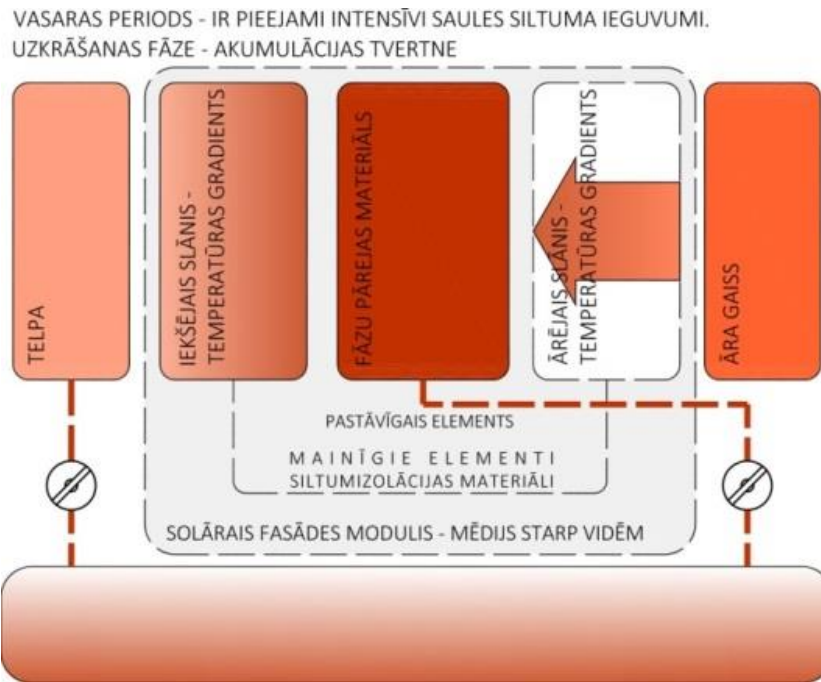 VASARAS PERIODS - IR PIEEJAMI INTENSĪVI SAULES SILTUMA IEGUVUMI.
UZKRĀŠANAS FĀZE - AKUMULĀCIJAS TVERTNE
TELPA
IEKŠĒJAIS SLĀNIS -
TEMPERATŪRAS GRADIENTS
FĀZU PĀREJAS MATERIĀLS
ĀRĒJAIS SLĀNIS -
TEMPERATŪRAS GRADIENTS
ĀRA GAISS
PASTĀVĪGAIS ELEMENTS
MAINĪGIE ELEMENTI
SILTUMIZOLĀCIJAS MATERIĀLI
SOLĀRAIS FASĀDES MODULIS - MĒDIJS STARP VIDĒM